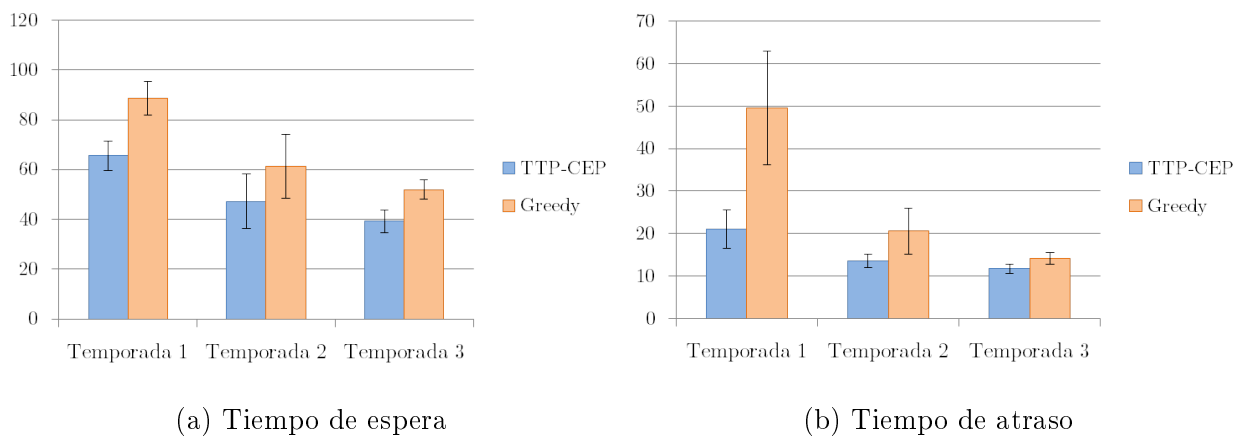 120
100
80
60
40
20
0
Temporada 1 Temporada 2 Temporada 3
TTP-CEP
Greedy
(a) Tiempo de espera
70
60
50
40
30
20
10
0
Temporada 1 Temporada 2 Temporada 3
TTP-CEP
Greedy
(b) Tiempo de atraso